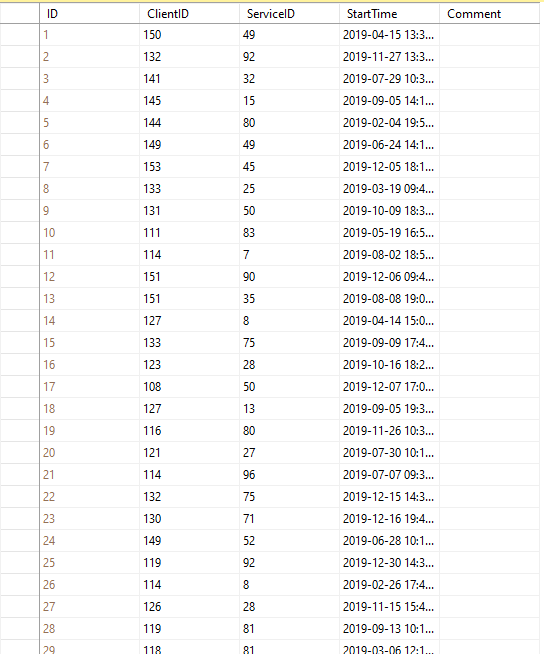 ID ClientID ServiceID StartTime Comment
1 150 49 2019-04-15 13:3...
2 132 92 2019-11-27 13:3...
3 141 32 2019-07-29 10:3...
4 145 15 2019-09-05 14:1...
5 144 80 2019-02-04 19:5...
6 149 49 2019-06-24 14:1...
7 153 45 2019-12-05 18:1...
8 133 25 2019-03-19 09:4...
9 131 50 2019-10-09 18:3...
10 111 83 2019-05-19 16:5...
11 114 7 2019-08-02 18:5...
12 151 90 2019-12-06 09:4...
13 151 35 2019-08-08 19:0...
14 127 8 2019-04-14 15:0...
15 133 75 2019-09-09 17:4...
16 123 28 2019-10-16 18:2...
17 108 50 2019-12-07 17:0...
18 127 13 2019-09-05 19:3...
19 116 80 2019-11-26 10:3...
20 121 27 2019-07-30 10:1...
21 114 96 2019-07-07 09:3...
22 132 75 2019-12-15 14:3...
23 130 71 2019-12-16 19:4...
24 149 52 2019-06-28 10:1...
25 119 92 2019-12-30 14:3...
26 114 8 2019-02-26 17:4...
27 126 28 2019-11-15 15:4...
28 119 81 2019-09-13 10:1...
29 118 81 2019-03-06 12:1...